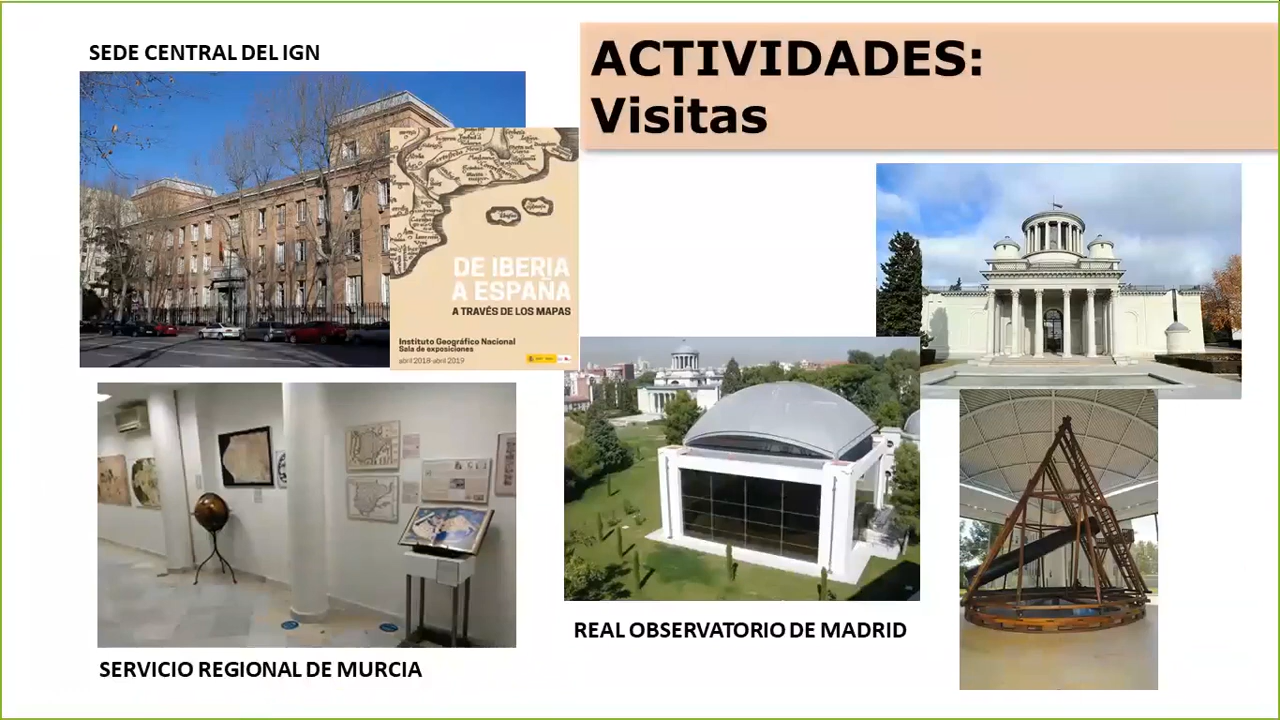 SEDE CENTRAL DEL IGN
ACTIVIDADES:
Visitas
DE IBERIA
A ESPAÑA
A TRAVÉS DE LOS MAPAS
Instituto Geográfico Nacional
Sala de exposiciones
abril 2018-abril 2019
REAL OBSERVATORIO DE MADRID
SERVICIO REGIONAL DE MURCIA